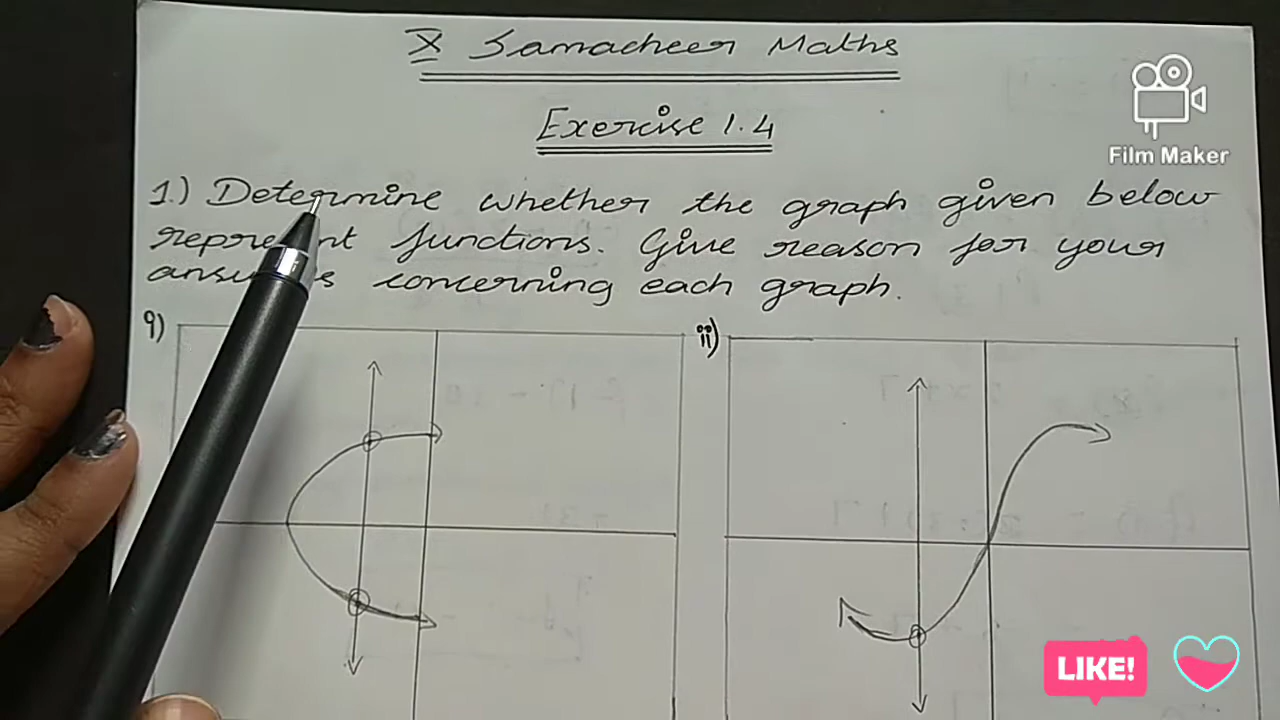 X Samacheer Maths
Exercise 1.4
Film Maker
1.) Determine whether the graph given below
represent functions. Give reason for your
concerning each graph.
i) ii)
LIKE!